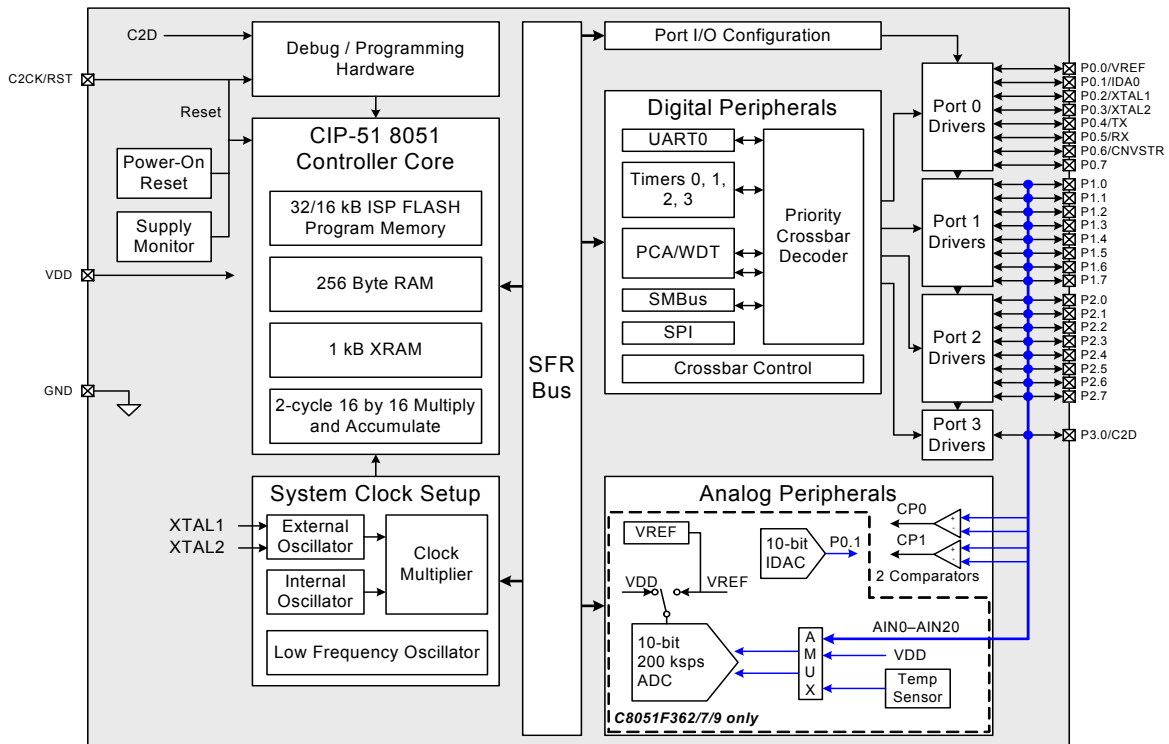 C2D
C2CK/RST
Reset
Debug / Programming
Hardware
Power-On
Reset
Supply
Monitor
VDD
GND
CIP-51 8051
Controller Core
32/16 kB ISP FLASH
Program Memory
256 Byte RAM
1 kB XRAM
2-cycle 16 by 16 Multiply
and Accumulate
System Clock Setup
XTAL1
XTAL2
External
Oscillator
Internal
Oscillator
Clock
Multiplier
Low Frequency Oscillator
SFR
Bus
Port I/O Configuration
Digital Peripherals
UART0
Timers 0, 1,
2, 3
PCA/WDT
SMBus
SPI
Priority
Crossbar
Decoder
Crossbar Control
Port 0
Drivers
Port 1
Drivers
Port 2
Drivers
Port 3
Drivers
P0.0/VREF
P0.1/IDA0
P0.2/XTAL1
P0.3/XTAL2
P0.4/TX
P0.5/RX
P0.6/CNVSTR
P0.7
P1.0
P1.1
P1.2
P1.3
P1.4
P1.5
P1.6
P1.7
P2.0
P2.1
P2.2
P2.3
P2.4
P2.5
P2.6
P2.7
P3.0/C2D
Analog Peripherals
VREF
VDD
VREF
10-bit
IDAC
P0.1
CP0
CP1
+
-
+
-
2 Comparators
10-bit
200 ksps
ADC
A
M
U
X
AIN0–AIN20
VDD
Temp
Sensor
C8051F362/7/9 only